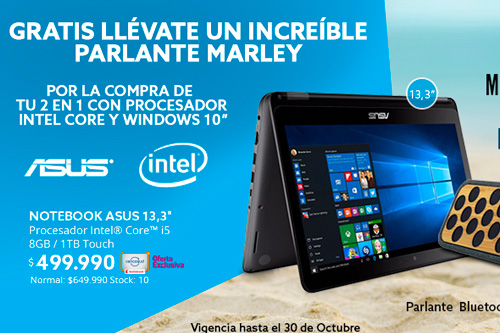 GRATIS LLÉVATE UN INCREÍBLE
PARLANTE MARLEY
POR LA COMPRA DE
TU 2 EN 1 CON PROCESADOR
INTEL CORE Y WINDOWS 10"
ASUS
intel
NOTEBOOK ASUS 13,3"
Procesador Intel® Core™ i5
8GB / 1TB Touch
$ 499.990
Oferta
Exclusiva
Normal: $649.990 Stock: 10
13,3"
ASUS
M
Parlante Bluetoo
Vigencia hasta el 30 de Octubre